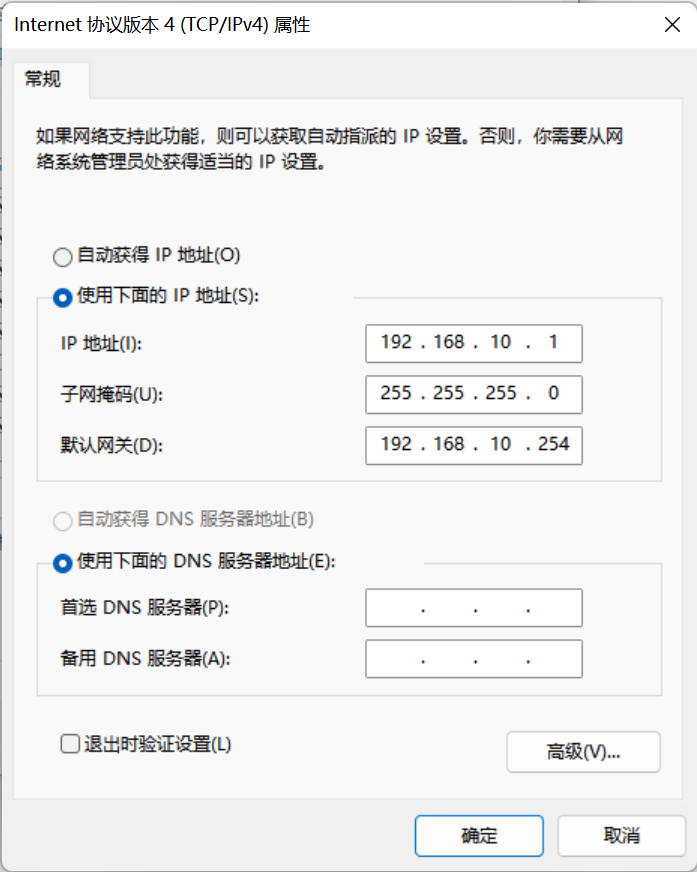 Internet 协议版本 4 (TCP/IPv4) 属性
常规
如果网络支持此功能，则可以获取自动指派的 IP 设置。否则，你需要从网
络系统管理员处获得适当的 IP 设置。
自动获得 IP 地址(O)
使用下面的 IP 地址(S):
IP 地址(I): 192 . 168 . 10 . 1
子网掩码(U): 255 . 255 . 255 . 0
默认网关(D): 192 . 168 . 10 . 254
自动获得 DNS 服务器地址(B)
使用下面的 DNS 服务器地址(E):
首选 DNS 服务器(P): . . .
备用 DNS 服务器(A): . . .
退出时验证设置(L)
高级(V)...
确定 取消